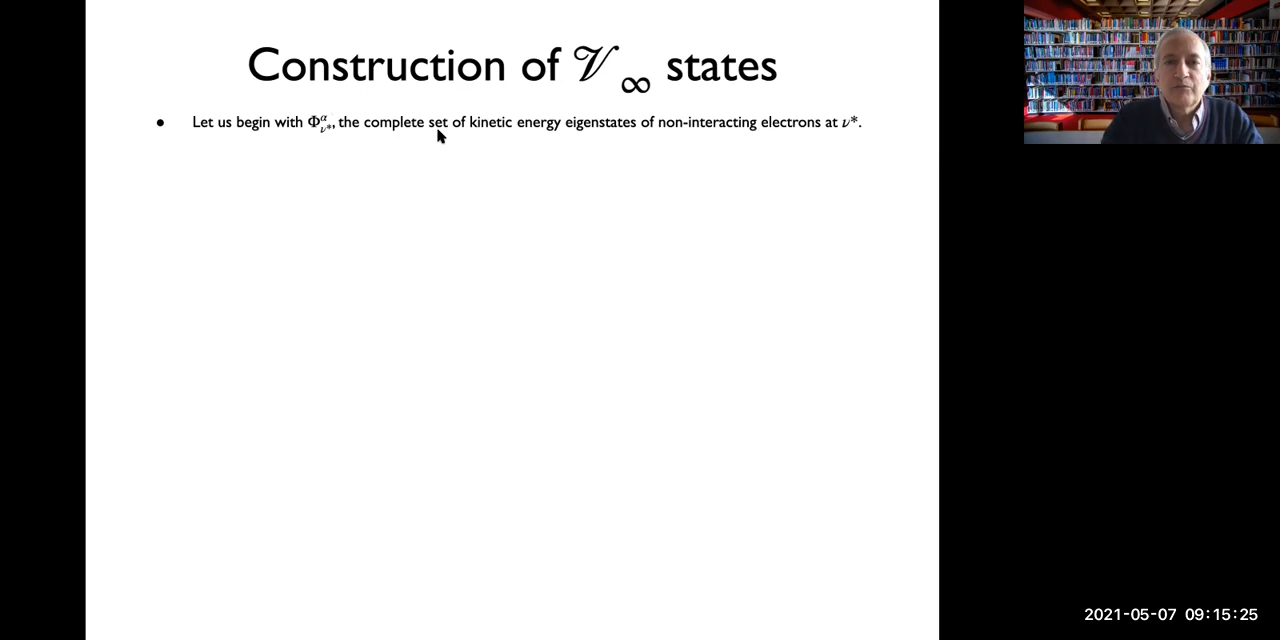 Construction of 𝒱∞ states
• Let us begin with Φ^α_ν*, the complete set of kinetic energy eigenstates of non-interacting electrons at ν*.
2021-05-07 09:15:25